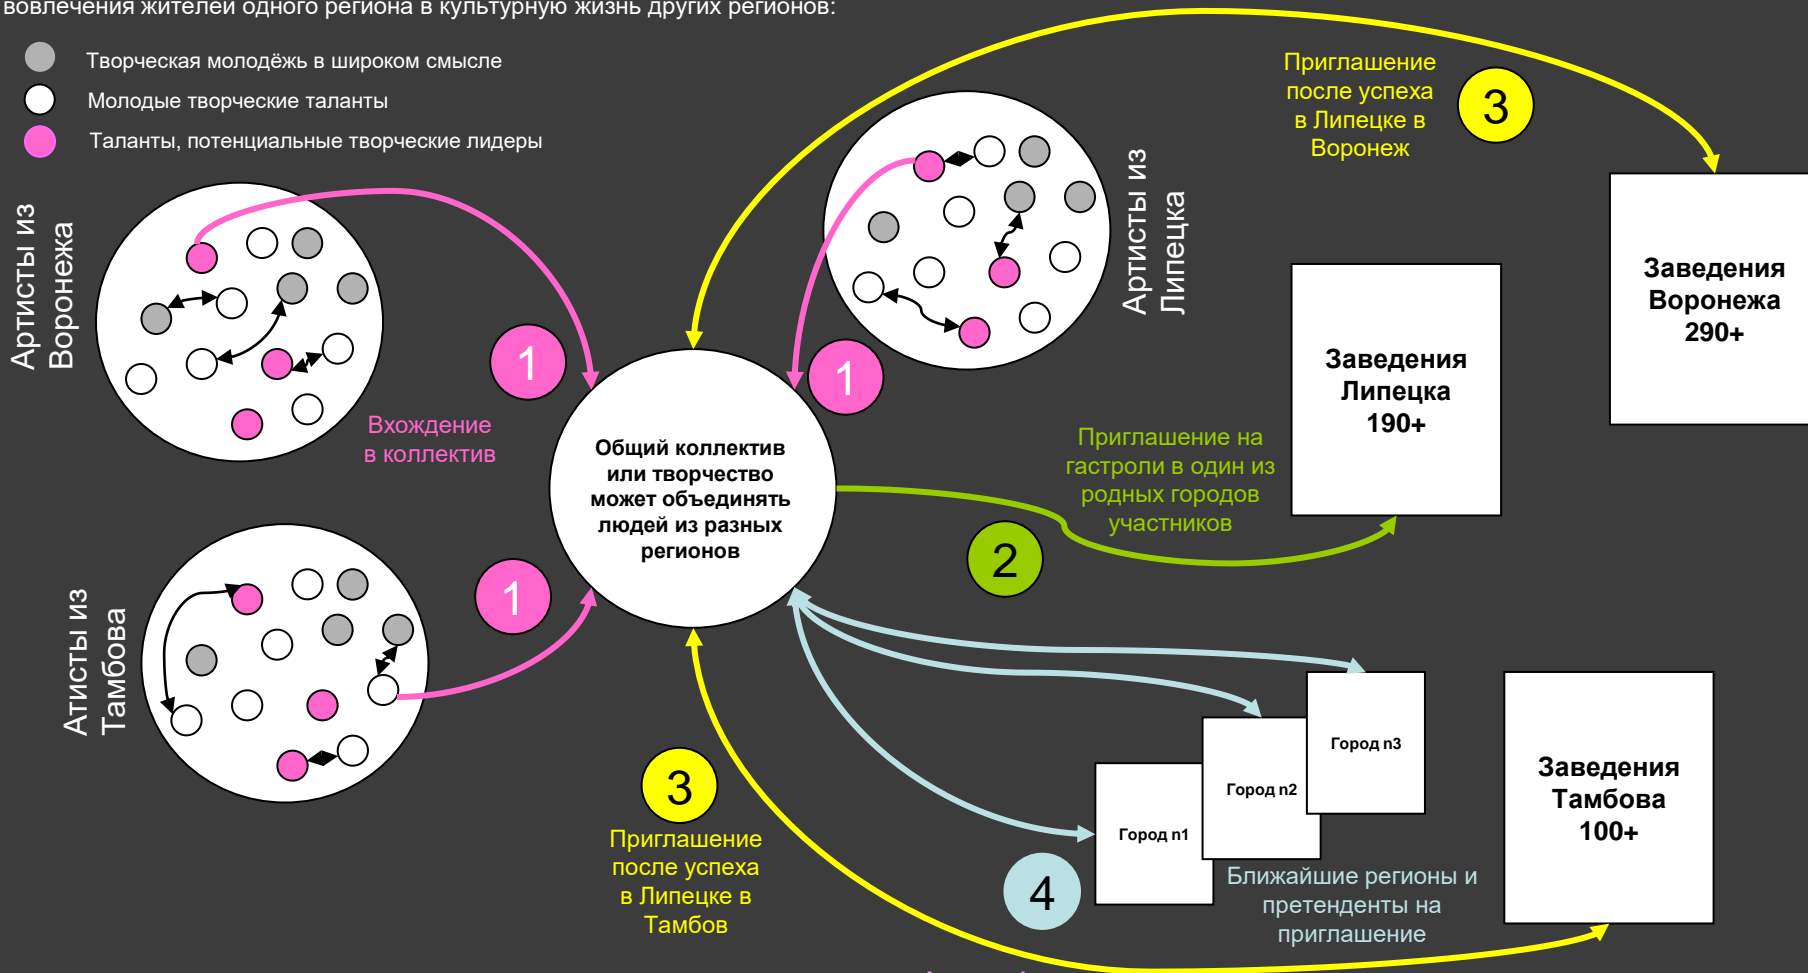 вовлечения жителей одного региона в культурную жизнь других регионов:
Творческая молодёжь в широком смысле
Молодые творческие таланты
Таланты, потенциальные творческие лидеры
Артисты из
Воронежа
1
Вхождение
в коллектив
Атисты из
Тамбова
1
Артисты из
Липецка
1
Общий коллектив
или творчество
может объединять
людей из разных
регионов
Приглашение
после успеха
в Липецке в
Воронеж
3
Заведения
Воронежа
290+
Заведения
Липецка
190+
Приглашение на
гастроли в один из
родных городов
участников
2
3
Приглашение
после успеха
в Липецке в
Тамбов
Город n1
Город n2
Город n3
4
Ближайшие регионы и
претенденты на
приглашение
Заведения
Тамбова
100+